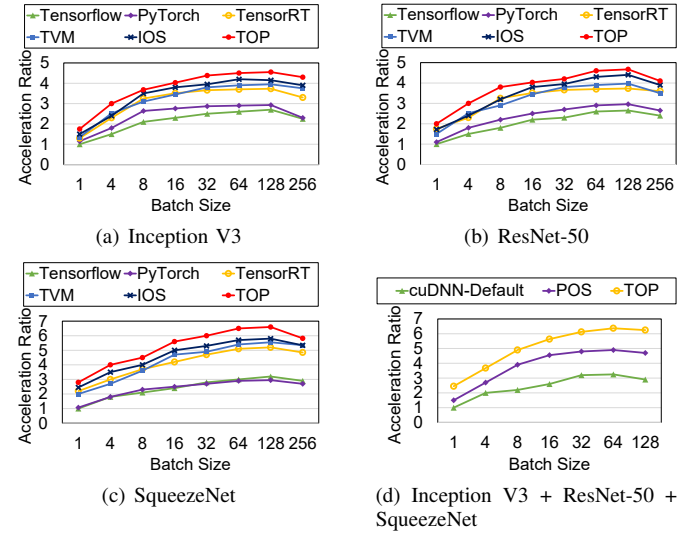 Tensorflow PyTorch TensorRT
TVM IOS TOP
Acceleration Ratio
5
4
3
2
1
0
1 4 8 16 32 64 128 256
Batch Size
(a) Inception V3
Tensorflow PyTorch TensorRT
TVM IOS TOP
Acceleration Ratio
5
4
3
2
1
0
1 4 8 16 32 64 128 256
Batch Size
(b) ResNet-50
Tensorflow PyTorch TensorRT
TVM IOS TOP
Acceleration Ratio
7
6
5
4
3
2
1
0
1 4 8 16 32 64 128 256
Batch Size
(c) SqueezeNet
cuDNN-Default POS TOP
Acceleration Ratio
7
6
5
4
3
2
1
0
1 4 8 16 32 64 128
Batch Size
(d) Inception V3 + ResNet-50 +
SqueezeNet